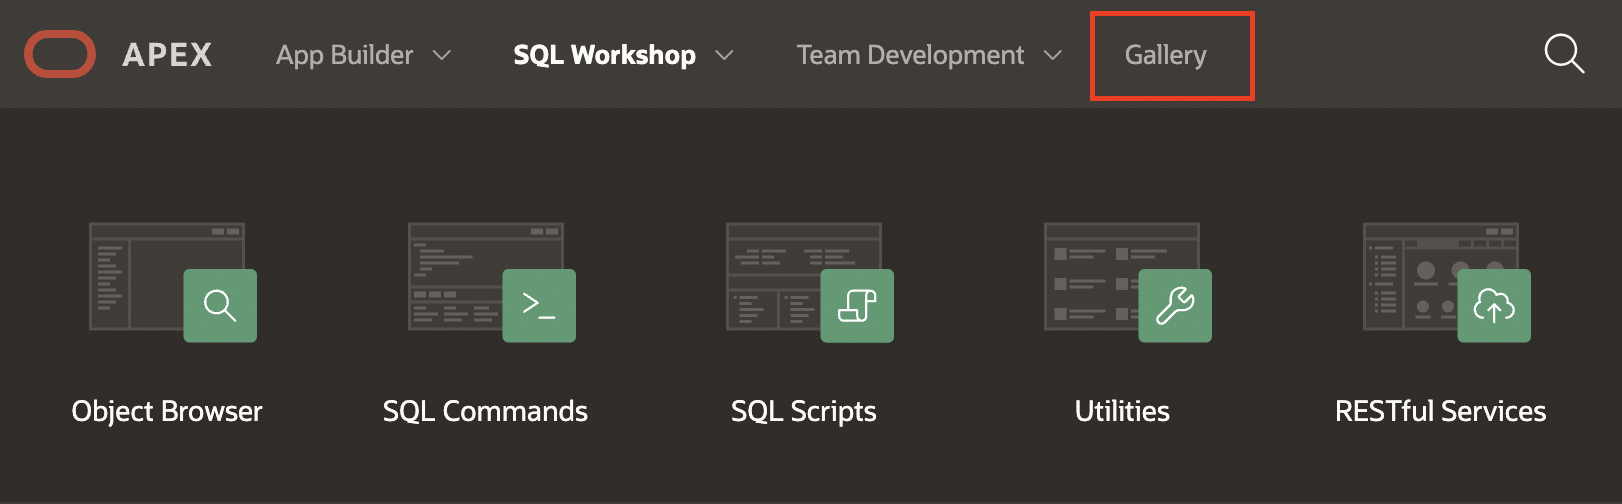 APEX App Builder SQL Workshop Team Development Gallery
Object Browser SQL Commands SQL Scripts Utilities RESTful Services